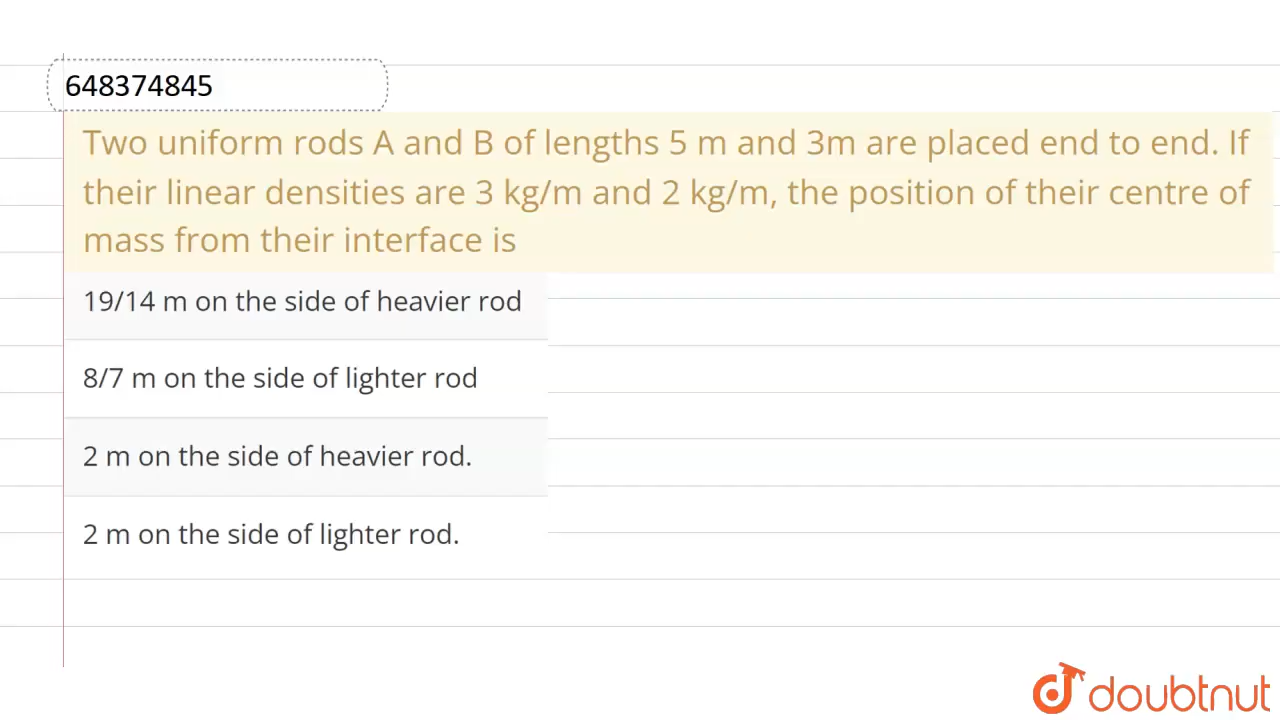 648374845
Two uniform rods A and B of lengths 5 m and 3m are placed end to end. If
their linear densities are 3 kg/m and 2 kg/m, the position of their centre of
mass from their interface is
19/14 m on the side of heavier rod
8/7 m on the side of lighter rod
2 m on the side of heavier rod.
2 m on the side of lighter rod.
doubtnut